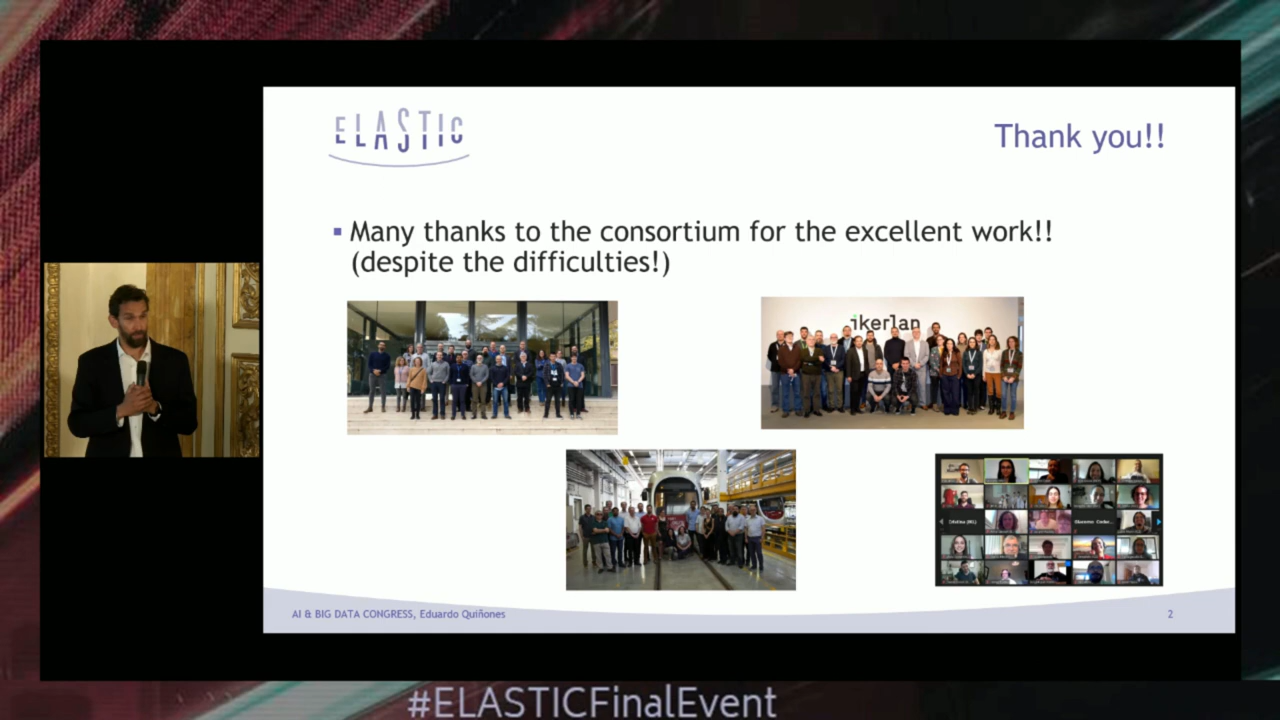 ELASTIC
Thank you!!
▪ Many thanks to the consortium for the excellent work!!
(despite the difficulties!)
ikerlan
AI & BIG DATA CONGRESS, Eduardo Quiñones
2
#ELASTICFinalEvent